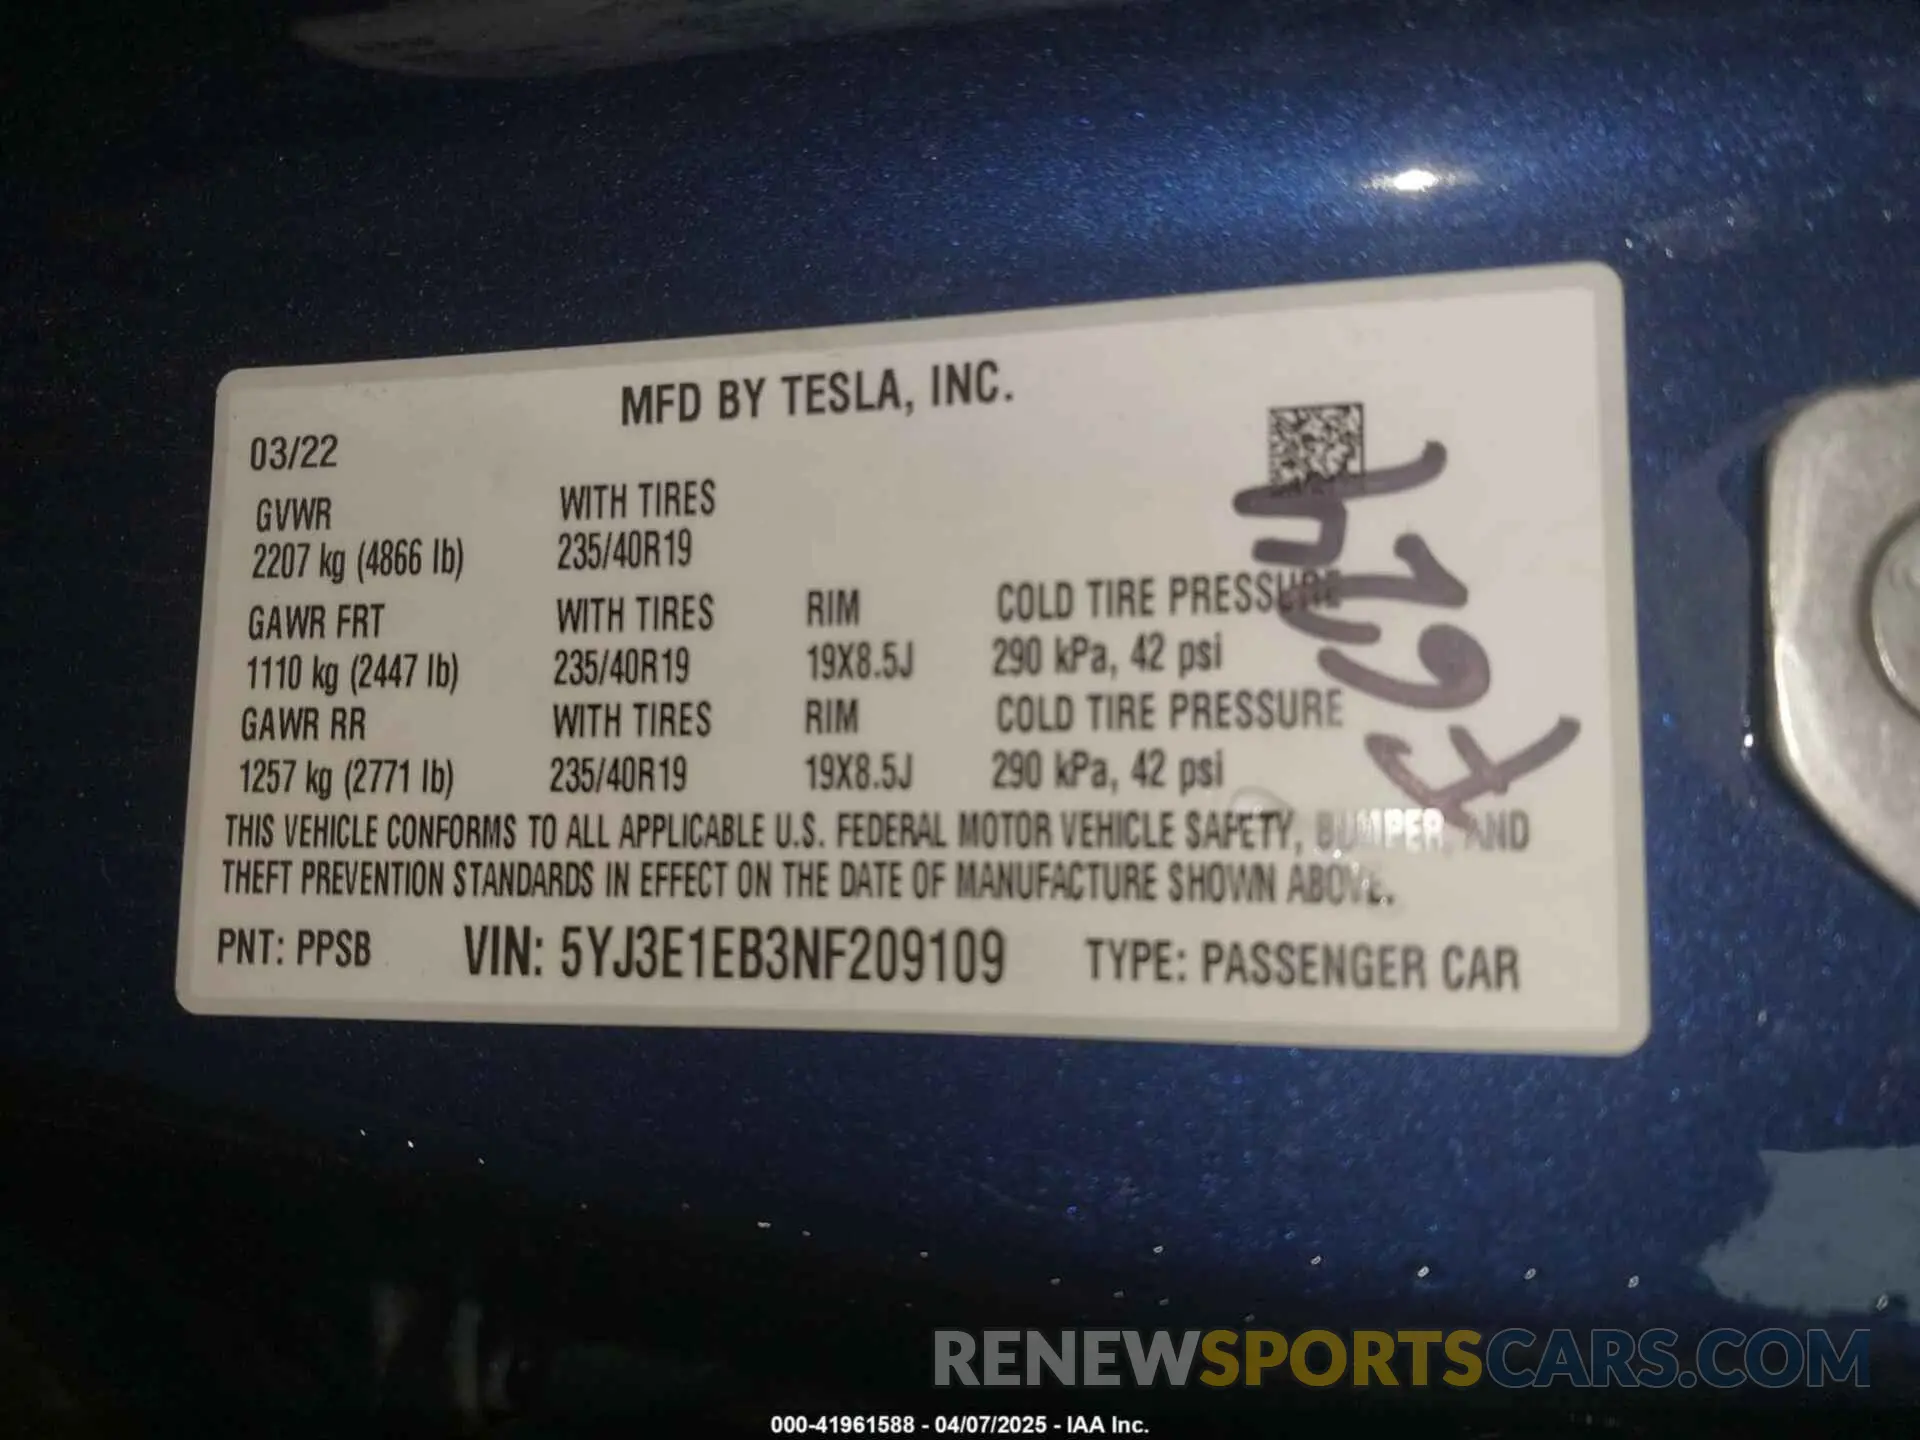 MFD BY TESLA, INC.
03/22
GVWR WITH TIRES
2207 kg (4866 lb) 235/40R19
GAWR FRT WITH TIRES RIM COLD TIRE PRESSURE
1110 kg (2447 lb) 235/40R19 19X8.5J 290 kPa, 42 psi
GAWR RR WITH TIRES RIM COLD TIRE PRESSURE
1257 kg (2771 lb) 235/40R19 19X8.5J 290 kPa, 42 psi
THIS VEHICLE CONFORMS TO ALL APPLICABLE U.S. FEDERAL MOTOR VEHICLE SAFETY, BUMPER, AND
THEFT PREVENTION STANDARDS IN EFFECT ON THE DATE OF MANUFACTURE SHOWN ABOVE.
PNT: PPSB VIN: 5YJ3E1EB3NF209109 TYPE: PASSENGER CAR
RENEWSPORTSCARS.COM
000-41961588 - 04/07/2025 - IAA Inc.